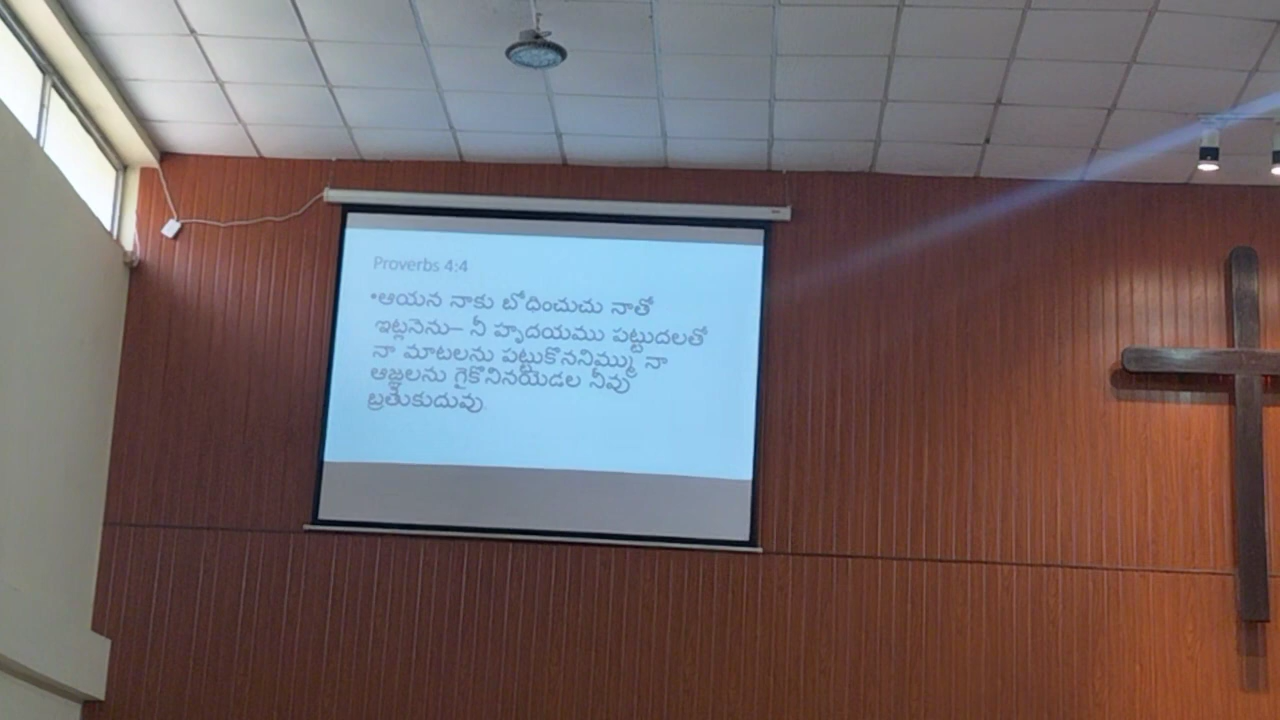 Proverbs 4:4
•ఆయన నాకు బోధించుచు నాతో
ఇట్లనెను– నీ హృదయము పట్టుదలతో
నా మాటలను పట్టుకొననిమ్ము నా
ఆజ్ఞలను గైకొనినయెడల నీవు
బ్రతుకుదువు